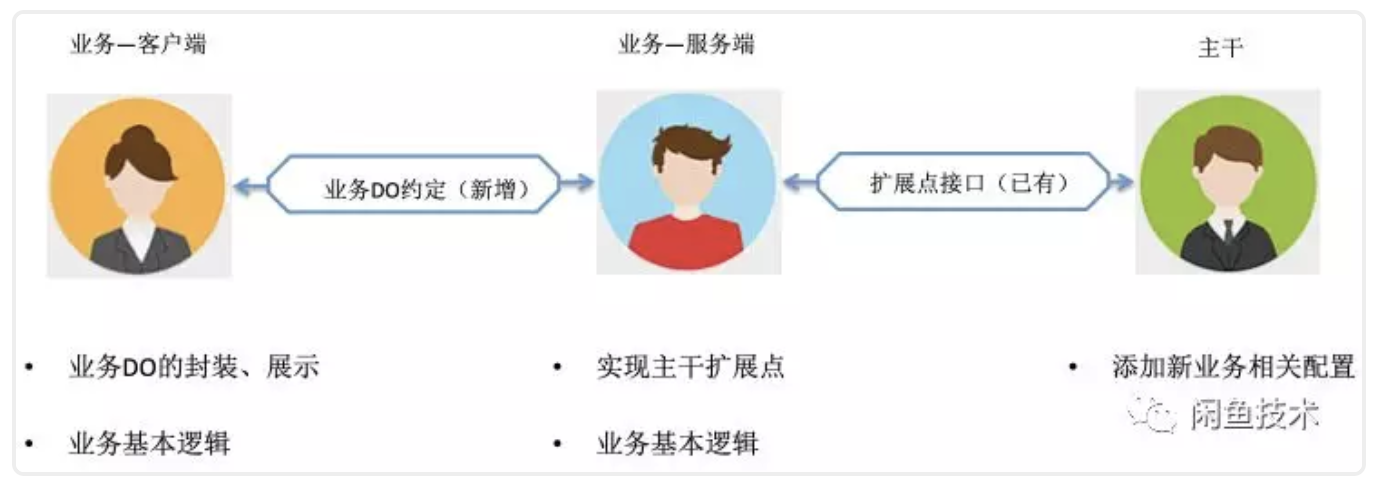 业务—客户端
业务—服务端
主干
业务DO约定（新增）
扩展点接口（已有）
• 业务DO的封装、展示
• 业务基本逻辑
• 实现主干扩展点
• 业务基本逻辑
• 添加新业务相关配置
闲鱼技术